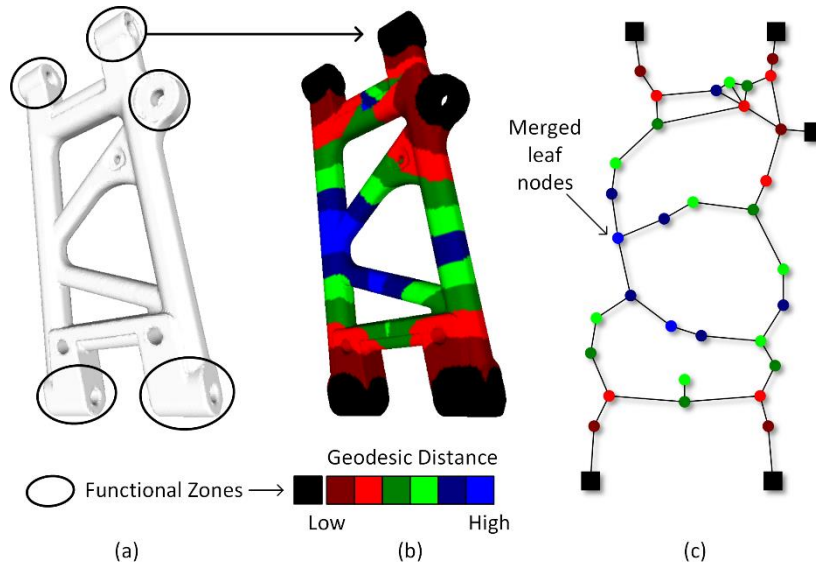 Merged
leaf
nodes
Geodesic Distance
Functional Zones
Low
High
(a)
(b)
(c)